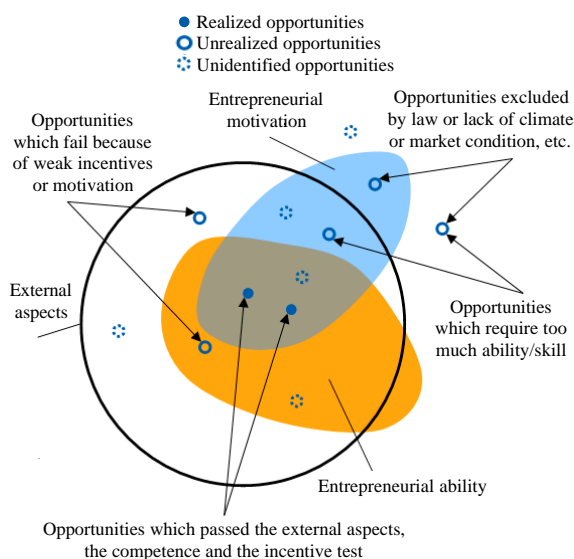 Realized opportunities
Unrealized opportunities
Unidentified opportunities
Opportunities
which fail because
of weak incentives
or motivation
Entrepreneurial
motivation
Opportunities excluded
by law or lack of climate
or market condition, etc.
External
aspects
Opportunities
which require too
much ability/skill
Entrepreneurial ability
Opportunities which passed the external aspects,
the competence and the incentive test